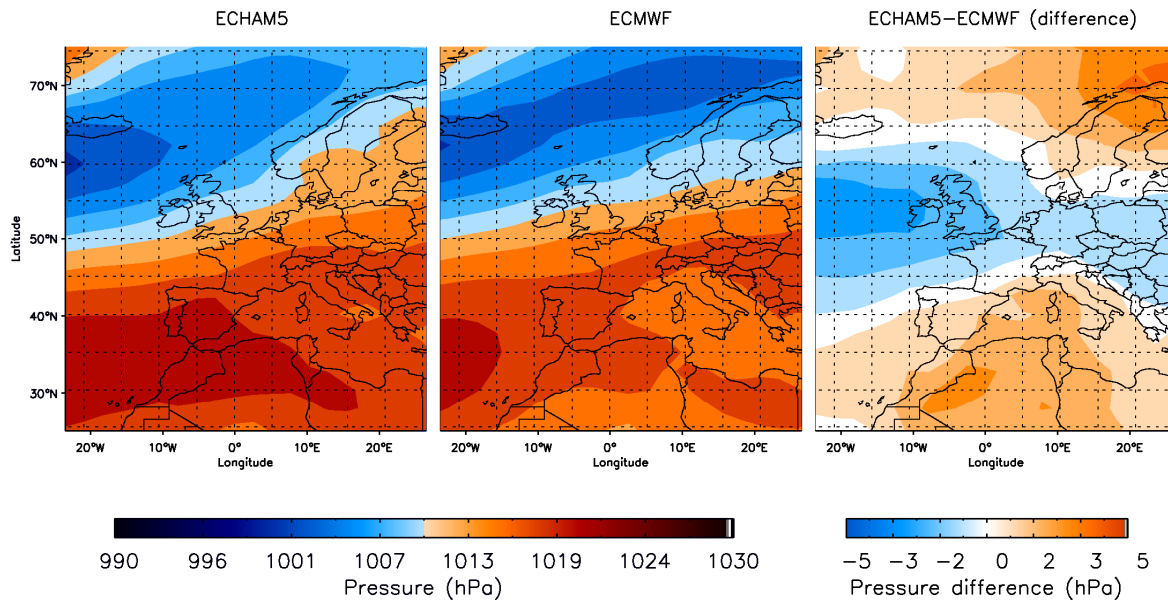 ECHAM5 ECMWF ECHAM5−ECMWF (difference)
70°N
60°N
50°N
40°N
30°N
Latitude
20°W 10°W 0° 10°E 20°E 20°W 10°W 0° 10°E 20°E 20°W 10°W 0° 10°E 20°E
Longitude Longitude Longitude
990 996 1001 1007 1013 1019 1024 1030 −5 −3 −2 0 2 3 5
Pressure (hPa) Pressure difference (hPa)